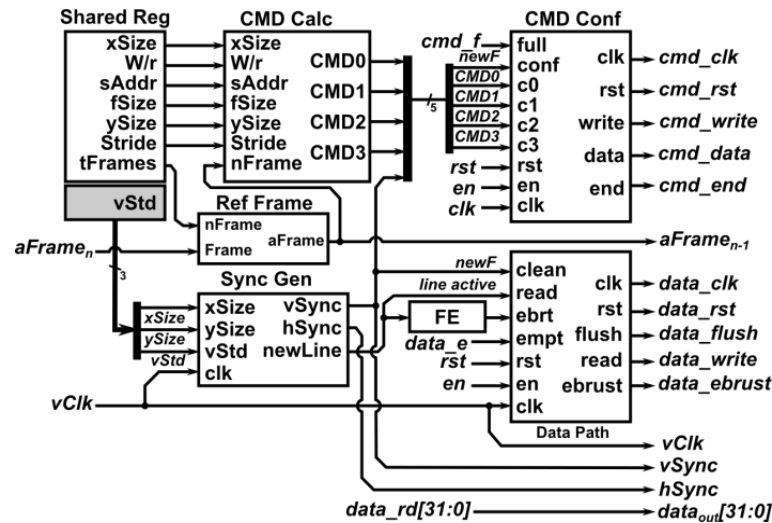 Shared Reg
xSize
W/r
sAddr
fSize
ySize
Stride
tFrames
vStd
CMD Calc
xSize
W/r
sAddr
fSize
ySize
Stride
nFrame
CMD0
CMD1
CMD2
CMD3
5
CMD Conf
cmd_f
newF
CMD0
CMD1
CMD2
CMD3
rst
en
clk
full
conf
c0
c1
c2
c3
rst
en
clk
clk
rst
write
data
end
cmd_clk
cmd_rst
cmd_write
cmd_data
cmd_end
Ref Frame
nFrame
Frame
aFrame
aFrameₙ
aFrameₙ₋₁
3
Sync Gen
xSize
ySize
vStd
xSize
ySize
vStd
clk
vSync
hSync
newLine
newF
line active
FE
data_e
rst
en
clean
read
ebrt
empt
rst
en
clk
clk
rst
flush
read
ebrust
data_clk
data_rst
data_flush
data_write
data_ebrust
Data Path
vClk
vClk
vSync
hSync
data_rd[31:0]
dataout[31:0]